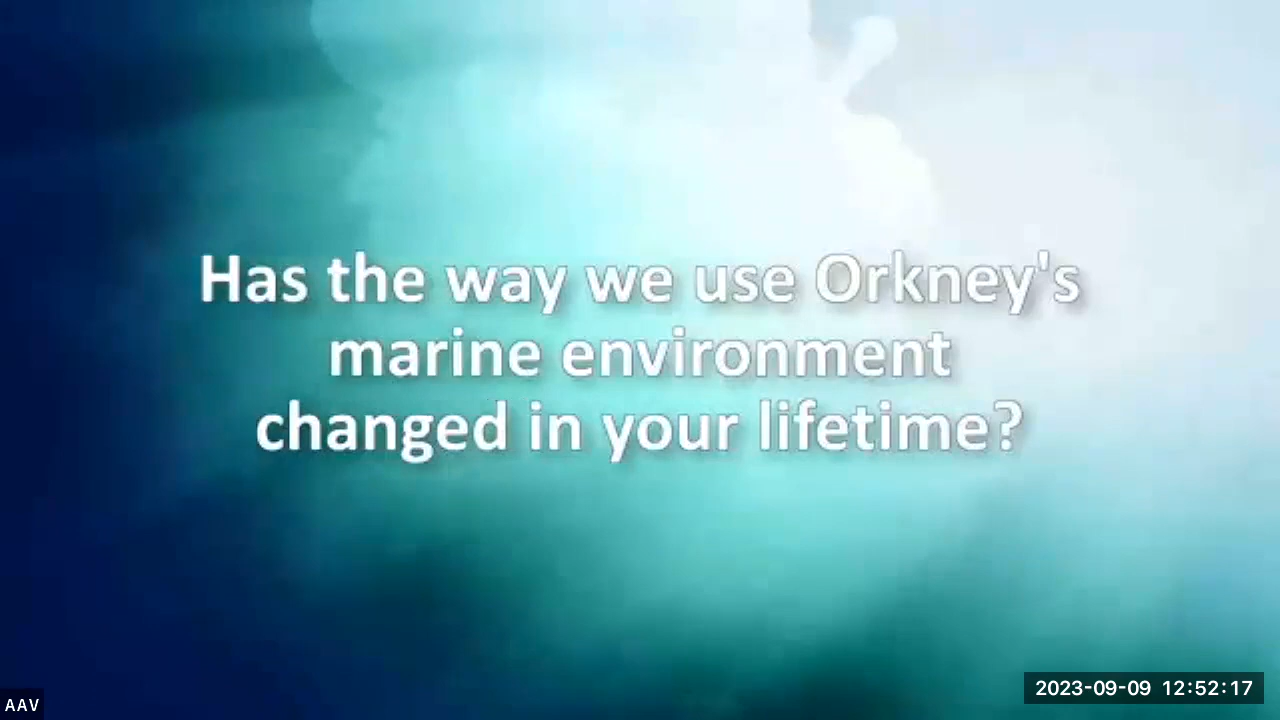 Has the way we use Orkney's
marine environment
changed in your lifetime?
AAV
2023-09-09 12:52:17